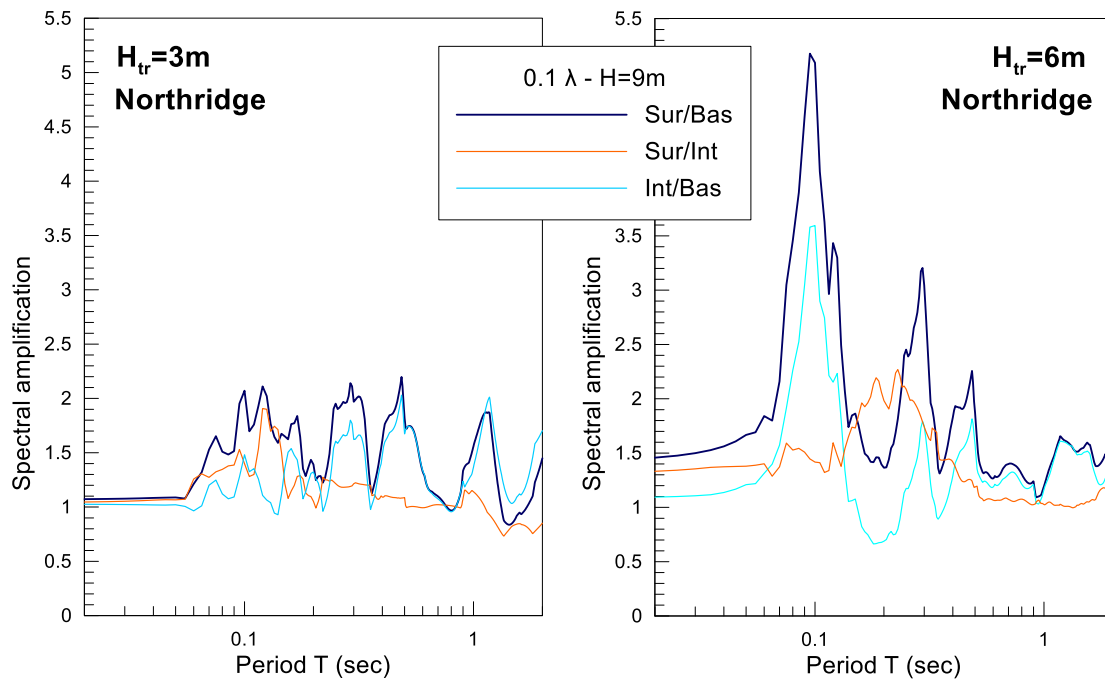 H_tr=3m
Northridge
5.5
5
4.5
4
3.5
3
2.5
2
1.5
1
0.5
0
Spectral amplification
0.1
1
Period T (sec)
0.1 λ - H=9m
Sur/Bas
Sur/Int
Int/Bas
H_tr=6m
Northridge
5.5
3.5
3
2.5
2
1.5
1
0.5
0
Spectral amplification
0.1
1
Period T (sec)